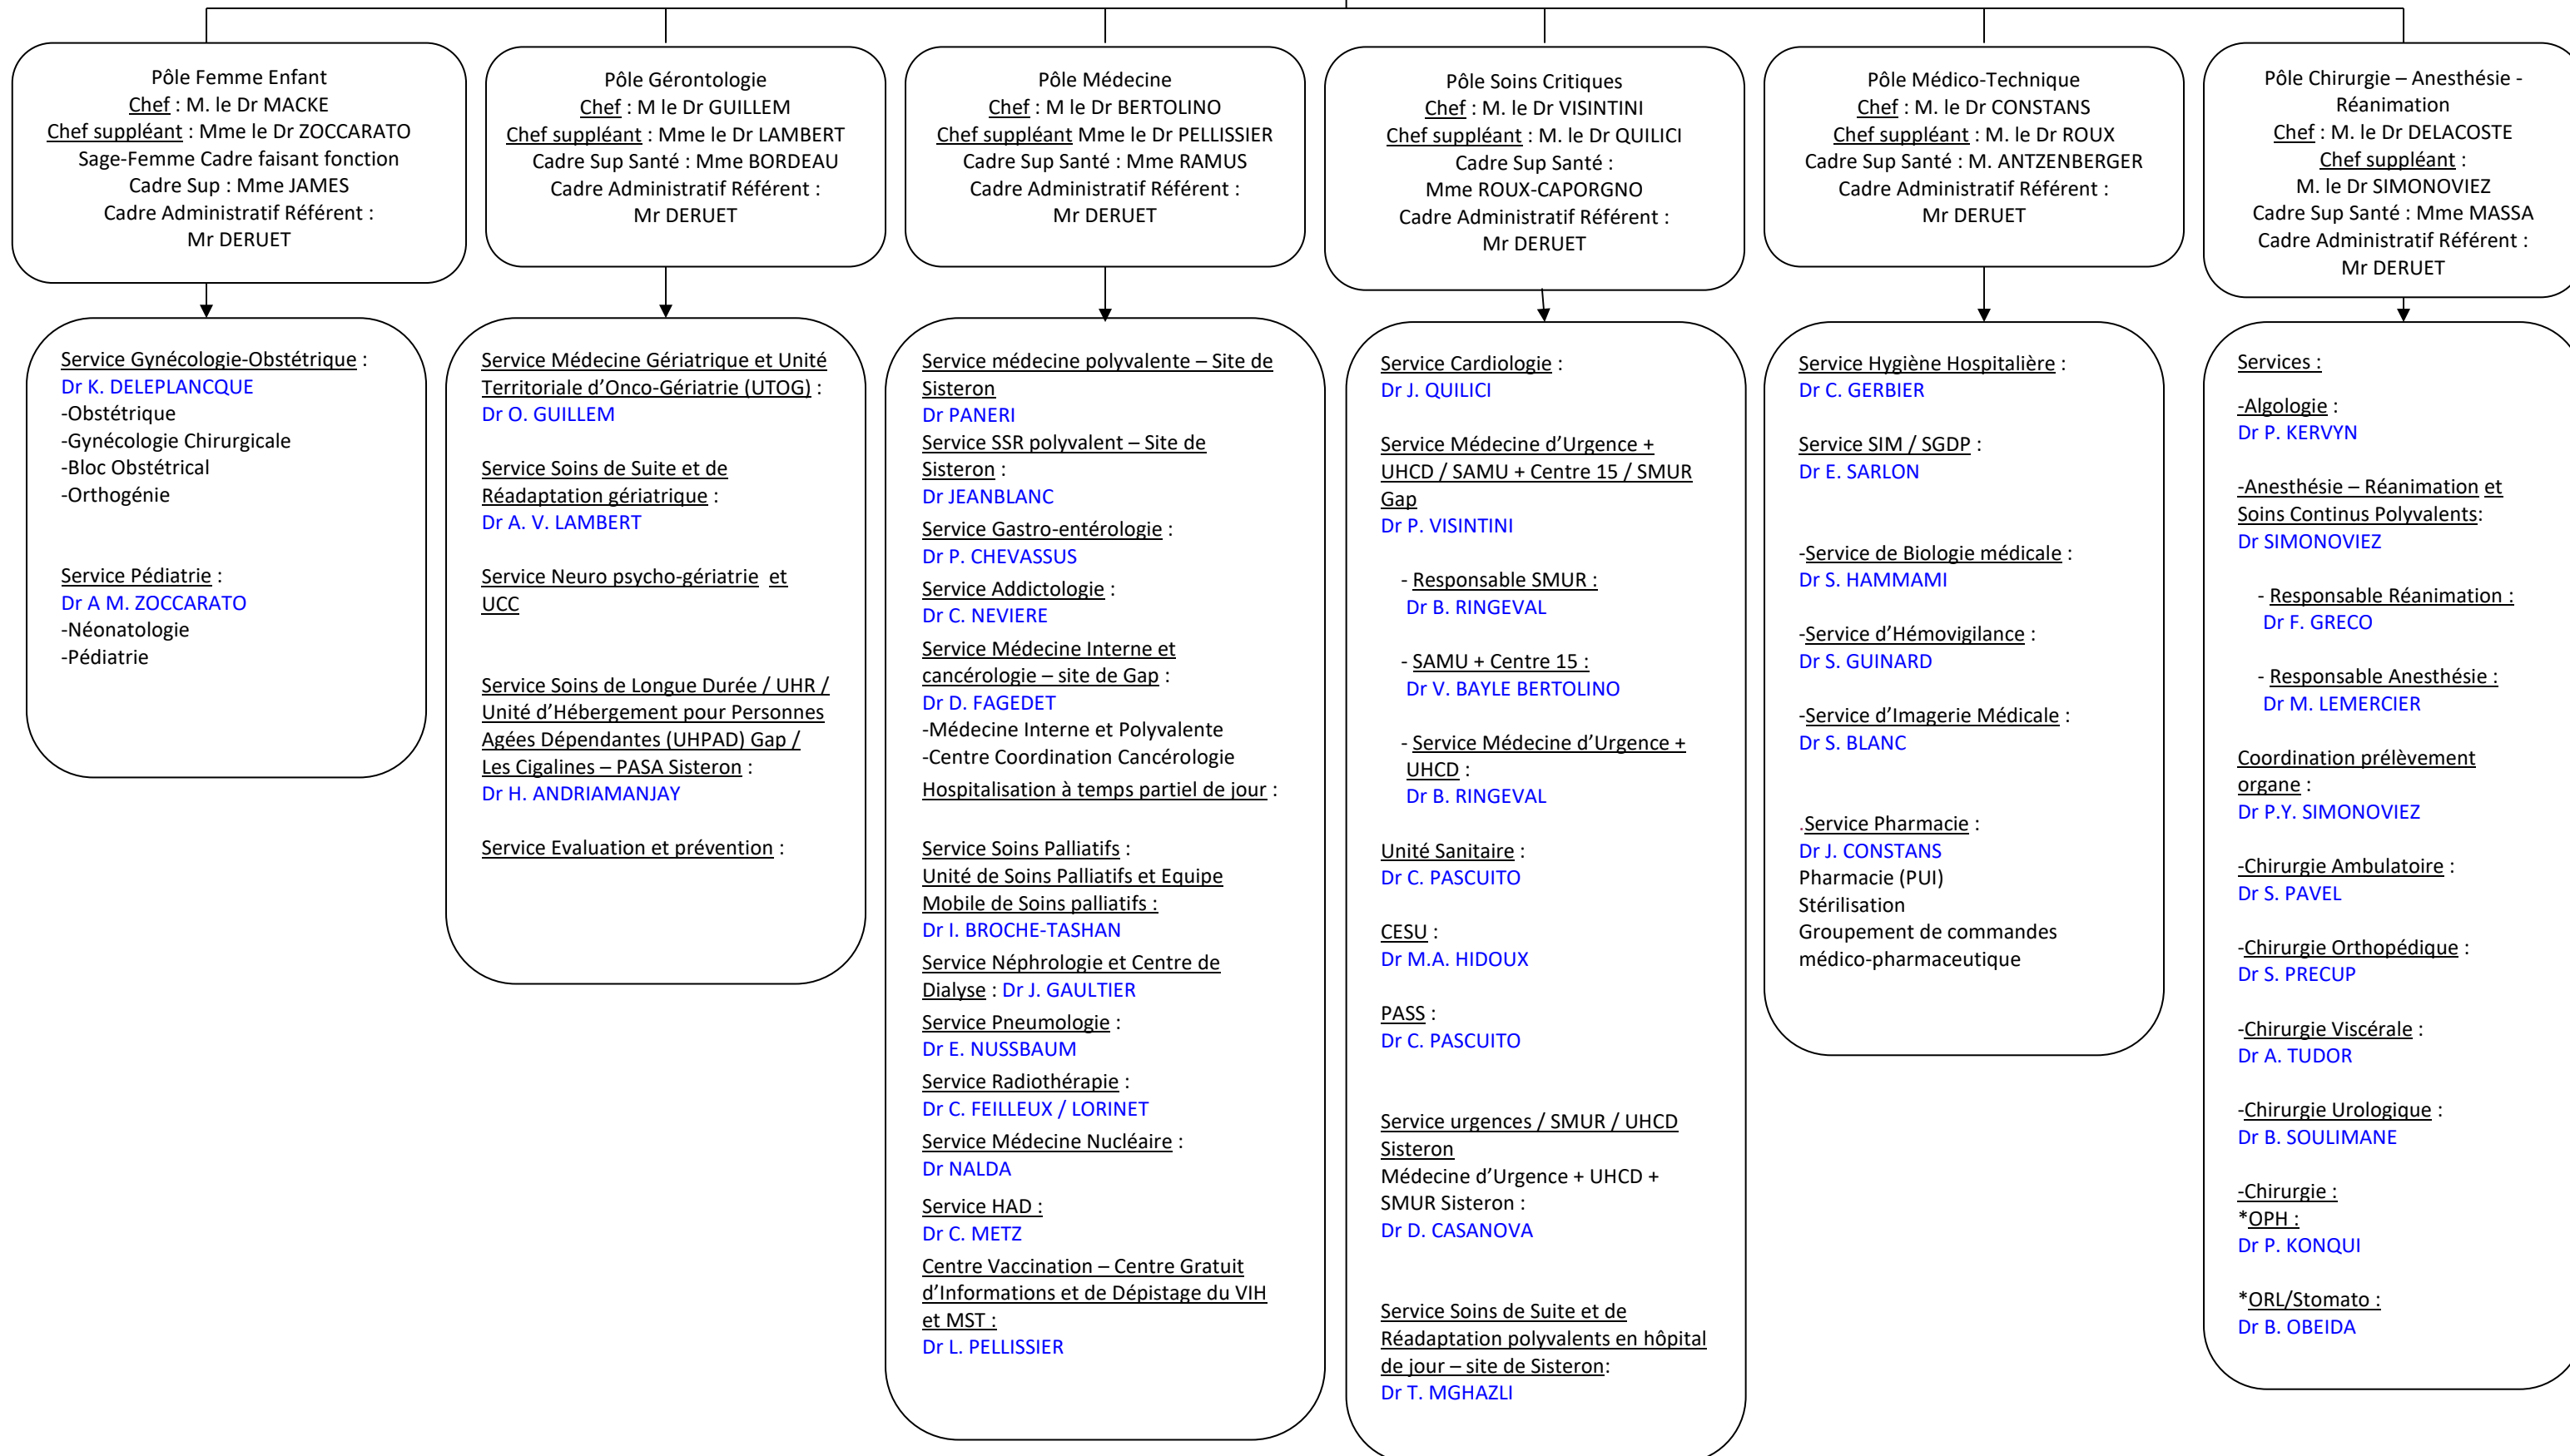 Pôle Femme Enfant
Chef : M. le Dr MACKE
Chef suppléant : Mme le Dr ZOCCARATO
Sage-Femme Cadre faisant fonction
Cadre Sup : Mme JAMES
Cadre Administratif Référent :
Mr DERUET
Pôle Gérontologie
Chef : M le Dr GUILLEM
Chef suppléant : Mme le Dr LAMBERT
Cadre Sup Santé : Mme BORDEAU
Cadre Administratif Référent :
Mr DERUET
Pôle Médecine
Chef : M le Dr BERTOLINO
Chef suppléant Mme le Dr PELLISSIER
Cadre Sup Santé : Mme RAMUS
Cadre Administratif Référent :
Mr DERUET
Pôle Soins Critiques
Chef : M. le Dr VISINTINI
Chef suppléant : M. le Dr QUILICI
Cadre Sup Santé :
Mme ROUX-CAPORGNO
Cadre Administratif Référent :
Mr DERUET
Pôle Médico-Technique
Chef : M. le Dr CONSTANS
Chef suppléant : M. le Dr ROUX
Cadre Sup Santé : M. ANTZENBERGER
Cadre Administratif Référent :
Mr DERUET
Pôle Chirurgie – Anesthésie -
Réanimation
Chef : M. le Dr DELACOSTE
Chef suppléant :
M. le Dr SIMONOVIEZ
Cadre Sup Santé : Mme MASSA
Cadre Administratif Référent :
Mr DERUET
Service Gynécologie-Obstétrique :
Dr K. DELEPLANCQUE
-Obstétrique
-Gynécologie Chirurgicale
-Bloc Obstétrical
-Orthogénie
Service Pédiatrie :
Dr A M. ZOCCARATO
-Néonatologie
-Pédiatrie
Service Médecine Gériatrique et Unité
Territoriale d’Onco-Gériatrie (UTOG) :
Dr O. GUILLEM
Service Soins de Suite et de
Réadaptation gériatrique :
Dr A. V. LAMBERT
Service Neuro psycho-gériatrie et
UCC
Service Soins de Longue Durée / UHR /
Unité d’Hébergement pour Personnes
Agées Dépendantes (UHPAD) Gap /
Les Cigalines – PASA Sisteron :
Dr H. ANDRIAMANJAY
Service Evaluation et prévention :
Service médecine polyvalente – Site de
Sisteron
Dr PANERI
Service SSR polyvalent – Site de
Sisteron :
Dr JEANBLANC
Service Gastro-entérologie :
Dr P. CHEVASSUS
Service Addictologie :
Dr C. NEVIERE
Service Médecine Interne et
cancérologie – site de Gap :
Dr D. FAGEDET
-Médecine Interne et Polyvalente
-Centre Coordination Cancérologie
Hospitalisation à temps partiel de jour :
Service Soins Palliatifs :
Unité de Soins Palliatifs et Equipe
Mobile de Soins palliatifs :
Dr I. BROCHE-TASHAN
Service Néphrologie et Centre de
Dialyse : Dr J. GAULTIER
Service Pneumologie :
Dr E. NUSSBAUM
Service Radiothérapie :
Dr C. FEILLEUX / LORINET
Service Médecine Nucléaire :
Dr NALDA
Service HAD :
Dr C. METZ
Centre Vaccination – Centre Gratuit
d’Informations et de Dépistage du VIH
et MST :
Dr L. PELLISSIER
Service Cardiologie :
Dr J. QUILICI
Service Médecine d’Urgence +
UHCD / SAMU + Centre 15 / SMUR
Gap
Dr P. VISINTINI
- Responsable SMUR :
Dr B. RINGEVAL
- SAMU + Centre 15 :
Dr V. BAYLE BERTOLINO
- Service Médecine d’Urgence +
UHCD :
Dr B. RINGEVAL
Unité Sanitaire :
Dr C. PASCUITO
CESU :
Dr M.A. HIDOUX
PASS :
Dr C. PASCUITO
Service urgences / SMUR / UHCD
Sisteron
Médecine d’Urgence + UHCD +
SMUR Sisteron :
Dr D. CASANOVA
Service Soins de Suite et de
Réadaptation polyvalents en hôpital
de jour – site de Sisteron:
Dr T. MGHAZLI
Service Hygiène Hospitalière :
Dr C. GERBIER
Service SIM / SGDP :
Dr E. SARLON
-Service de Biologie médicale :
Dr S. HAMMAMI
-Service d’Hémovigilance :
Dr S. GUINARD
-Service d’Imagerie Médicale :
Dr S. BLANC
.Service Pharmacie :
Dr J. CONSTANS
Pharmacie (PUI)
Stérilisation
Groupement de commandes
médico-pharmaceutique
Services :
-Algologie :
Dr P. KERVYN
-Anesthésie – Réanimation et
Soins Continus Polyvalents:
Dr SIMONOVIEZ
- Responsable Réanimation :
Dr F. GRECO
- Responsable Anesthésie :
Dr M. LEMERCIER
Coordination prélèvement
organe :
Dr P.Y. SIMONOVIEZ
-Chirurgie Ambulatoire :
Dr S. PAVEL
-Chirurgie Orthopédique :
Dr S. PRECUP
-Chirurgie Viscérale :
Dr A. TUDOR
-Chirurgie Urologique :
Dr B. SOULIMANE
-Chirurgie :
*OPH :
Dr P. KONQUI
*ORL/Stomato :
Dr B. OBEIDA